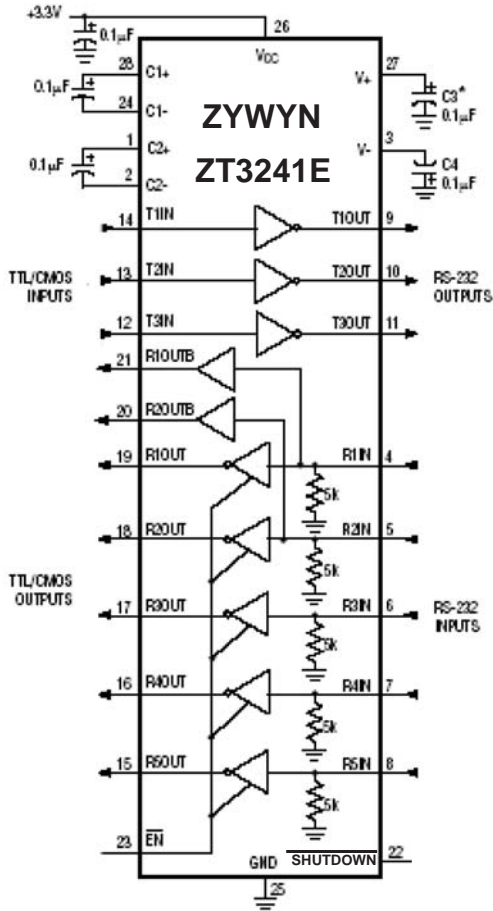 +3.3V
26
0.1µF
VCC
28
C1+
V+
27
0.1µF
C3*
0.1µF
24
C1-
ZYWYN
1
C2+
V-
3
0.1µF
C4
0.1µF
2
C2-
ZT3241E
14
T1IN
T1OUT
9
TTL/CMOS
INPUTS
13
T2IN
T2OUT
10
RS-232
OUTPUTS
12
T3IN
T3OUT
11
21
R1OUTB
20
R2OUTB
19
R1OUT
R1IN
4
5k
18
R2OUT
R2IN
5
5k
TTL/CMOS
OUTPUTS
17
R3OUT
R3IN
6
RS-232
INPUTS
5k
16
R4OUT
R4IN
7
5k
15
R5OUT
R5IN
8
5k
23
EN
GND
SHUTDOWN
22
25